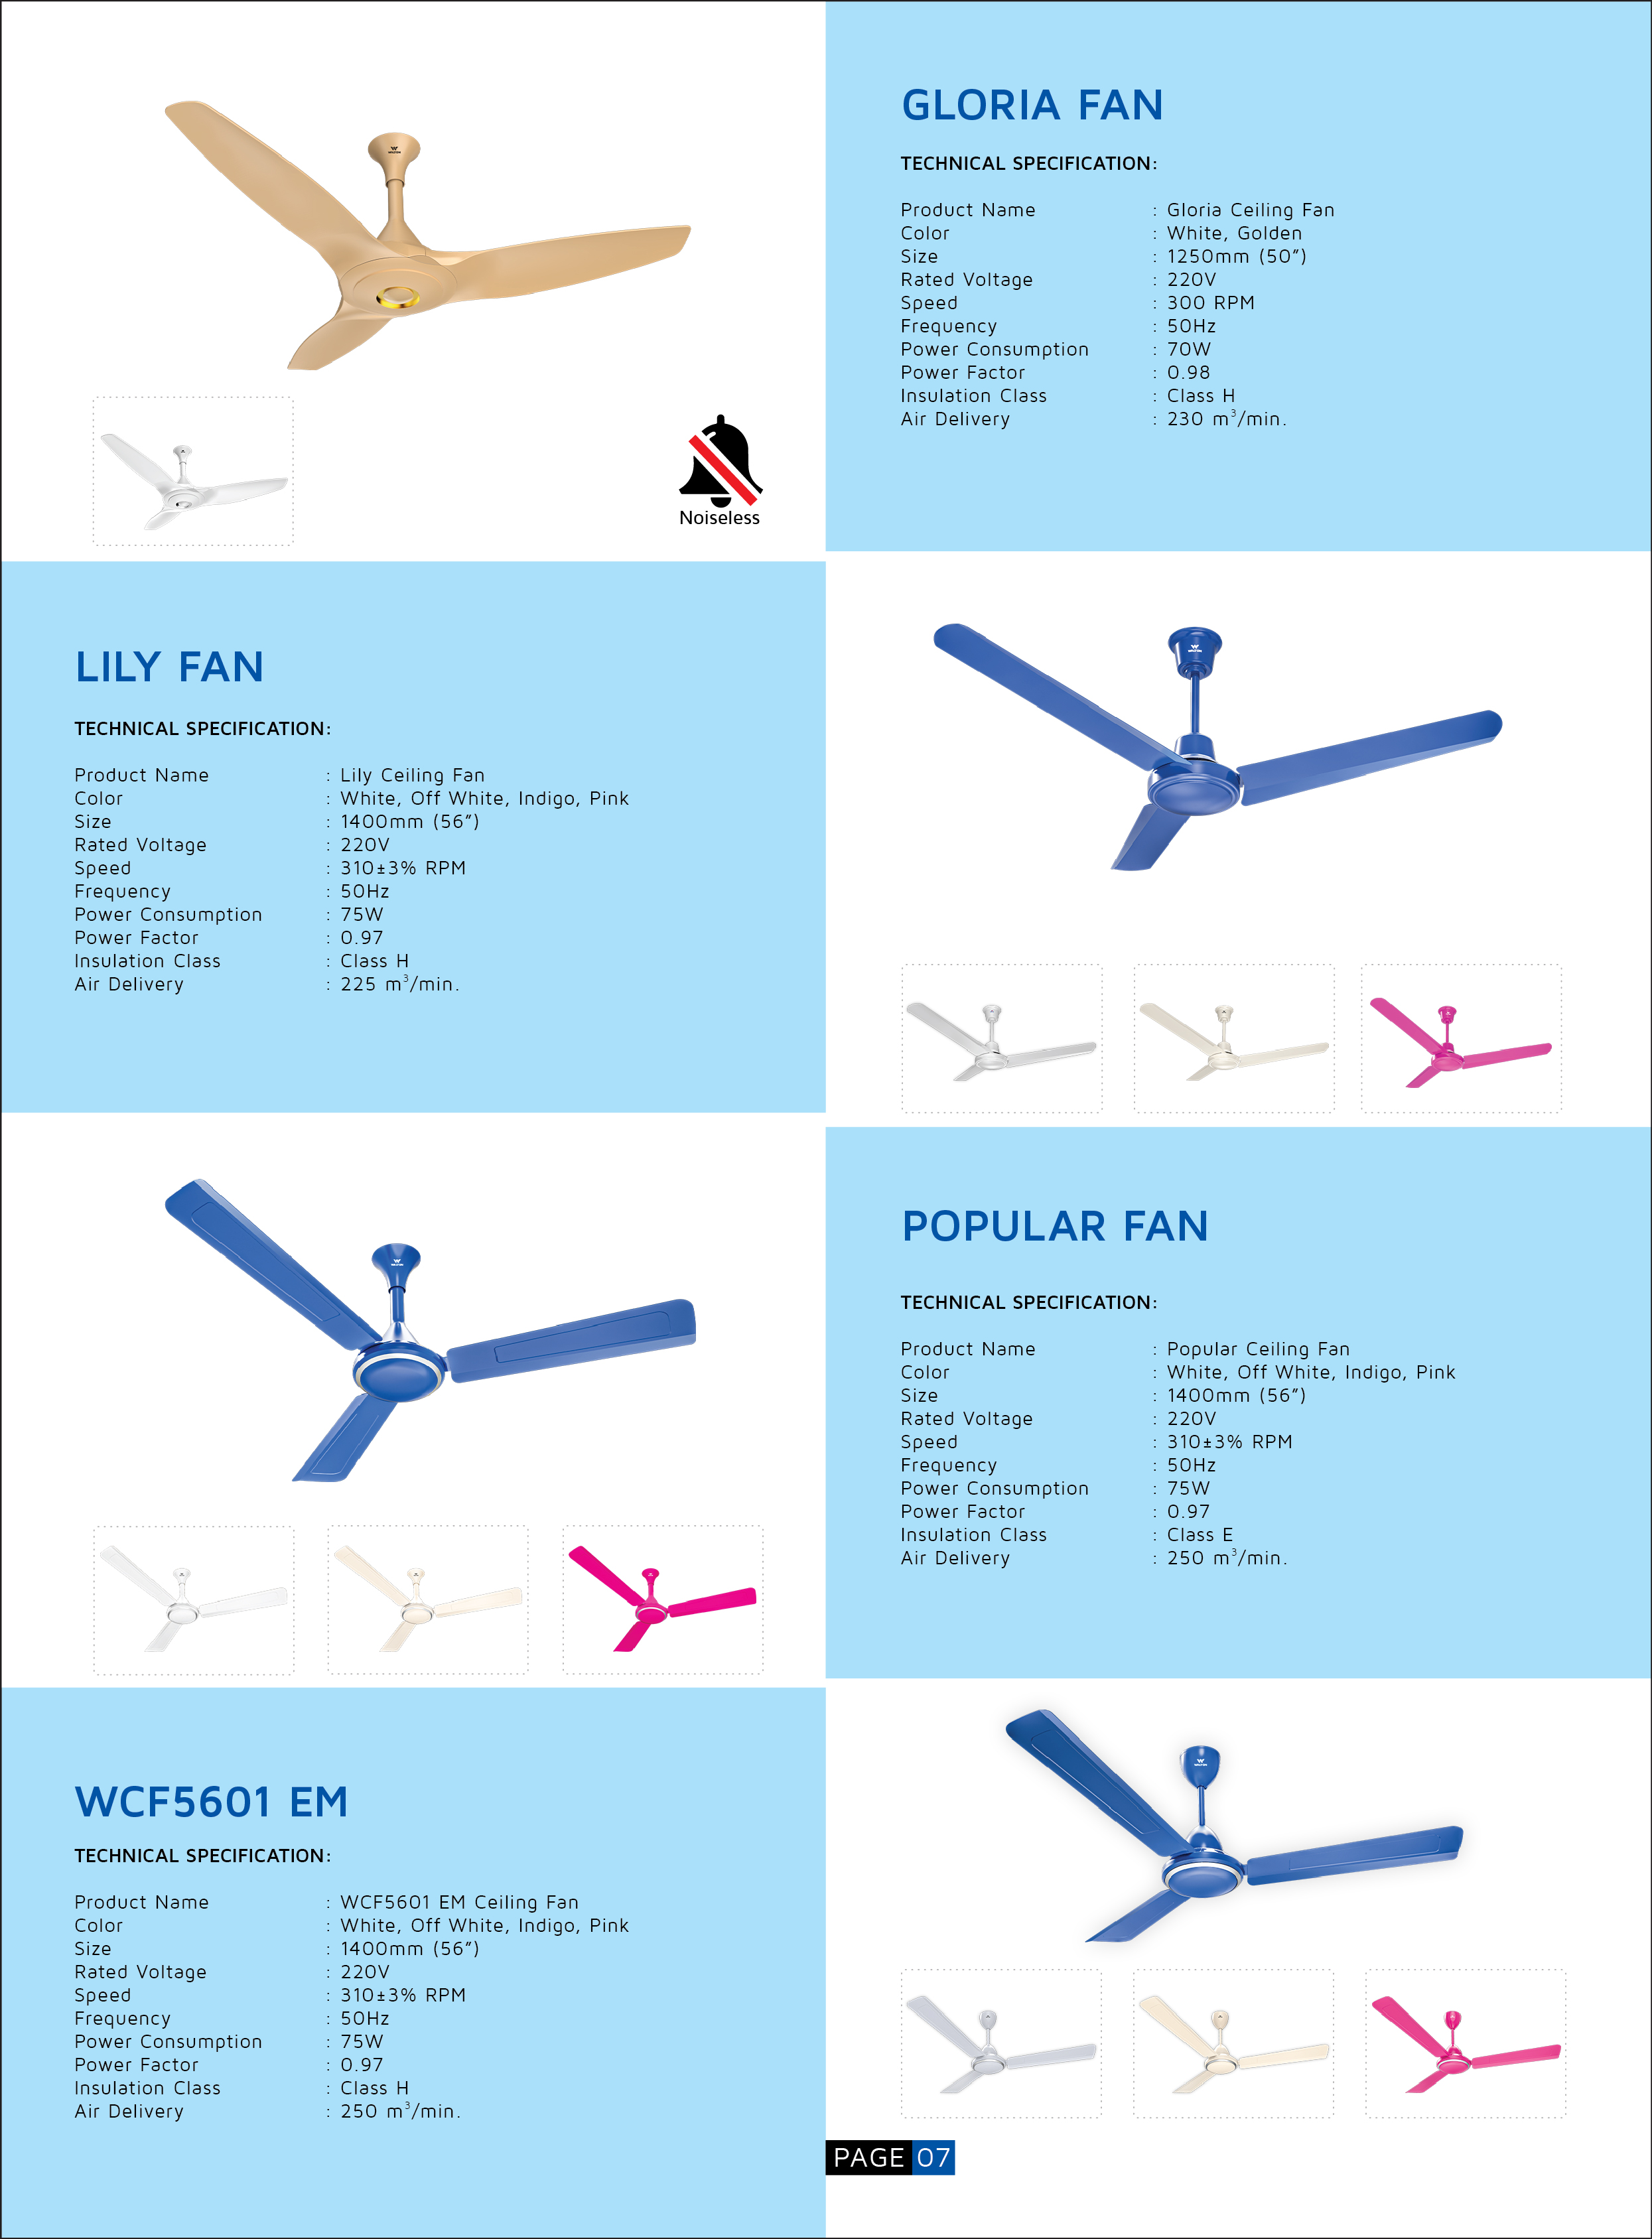 GLORIA FAN
TECHNICAL SPECIFICATION:
Product Name : Gloria Ceiling Fan
Color : White, Golden
Size : 1250mm (50”)
Rated Voltage : 220V
Speed : 300 RPM
Frequency : 50Hz
Power Consumption : 70W
Power Factor : 0.98
Insulation Class : Class H
Air Delivery : 230 m³/min.
Noiseless
LILY FAN
TECHNICAL SPECIFICATION:
Product Name : Lily Ceiling Fan
Color : White, Off White, Indigo, Pink
Size : 1400mm (56”)
Rated Voltage : 220V
Speed : 310±3% RPM
Frequency : 50Hz
Power Consumption : 75W
Power Factor : 0.97
Insulation Class : Class H
Air Delivery : 225 m³/min.
POPULAR FAN
TECHNICAL SPECIFICATION:
Product Name : Popular Ceiling Fan
Color : White, Off White, Indigo, Pink
Size : 1400mm (56”)
Rated Voltage : 220V
Speed : 310±3% RPM
Frequency : 50Hz
Power Consumption : 75W
Power Factor : 0.97
Insulation Class : Class E
Air Delivery : 250 m³/min.
WCF5601 EM
TECHNICAL SPECIFICATION:
Product Name : WCF5601 EM Ceiling Fan
Color : White, Off White, Indigo, Pink
Size : 1400mm (56”)
Rated Voltage : 220V
Speed : 310±3% RPM
Frequency : 50Hz
Power Consumption : 75W
Power Factor : 0.97
Insulation Class : Class H
Air Delivery : 250 m³/min.
PAGE 07